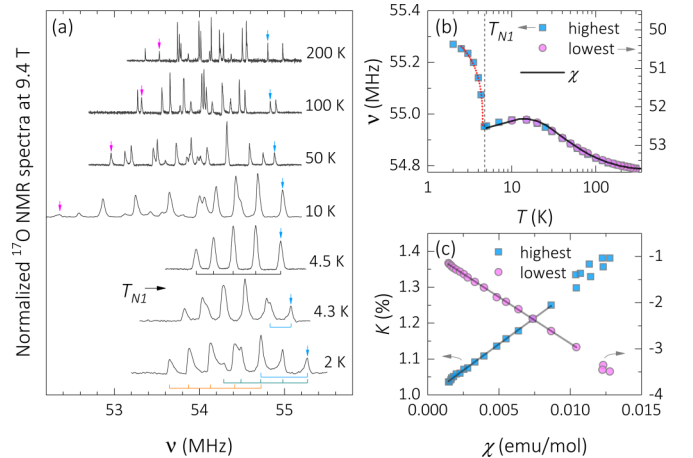 (a)
200 K
100 K
50 K
10 K
4.5 K
T_N1
4.3 K
2 K
Normalized ¹⁷O NMR spectra at 9.4 T
53 54 55
ν (MHz)
(b)
T_N1
highest
lowest
χ
55.4
55.2
55.0
54.8
ν (MHz)
50
51
52
53
1 10 100
T (K)
(c)
highest
lowest
1.4
1.3
1.2
1.1
1.0
K (%)
-1
-2
-3
-4
0.000 0.005 0.010 0.015
χ (emu/mol)